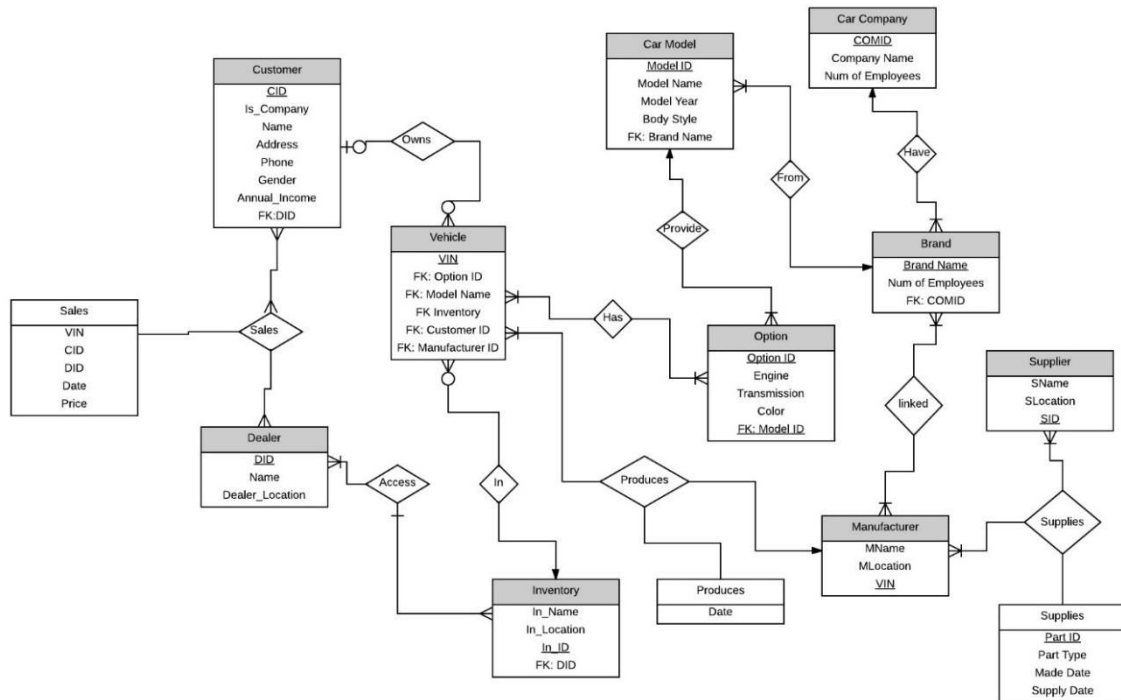 Car Company
COMID
Company Name
Num of Employees
Car Model
Model ID
Model Name
Model Year
Body Style
FK: Brand Name
Customer
CID
Is_Company
Name
Address
Phone
Gender
Annual_Income
FK:DID
Owns
Have
From
Provide
Vehicle
VIN
FK: Option ID
FK: Model Name
FK Inventory
FK: Customer ID
FK: Manufacturer ID
Brand
Brand Name
Num of Employees
FK: COMID
Sales
VIN
CID
DID
Date
Price
Sales
Has
Option
Option ID
Engine
Transmission
Color
FK: Model ID
Supplier
SName
SLocation
SID
linked
Dealer
DID
Name
Dealer_Location
Access
In
Produces
Manufacturer
MName
MLocation
VIN
Supplies
Inventory
In_Name
In_Location
In_ID
FK: DID
Produces
Date
Supplies
Part ID
Part Type
Made Date
Supply Date